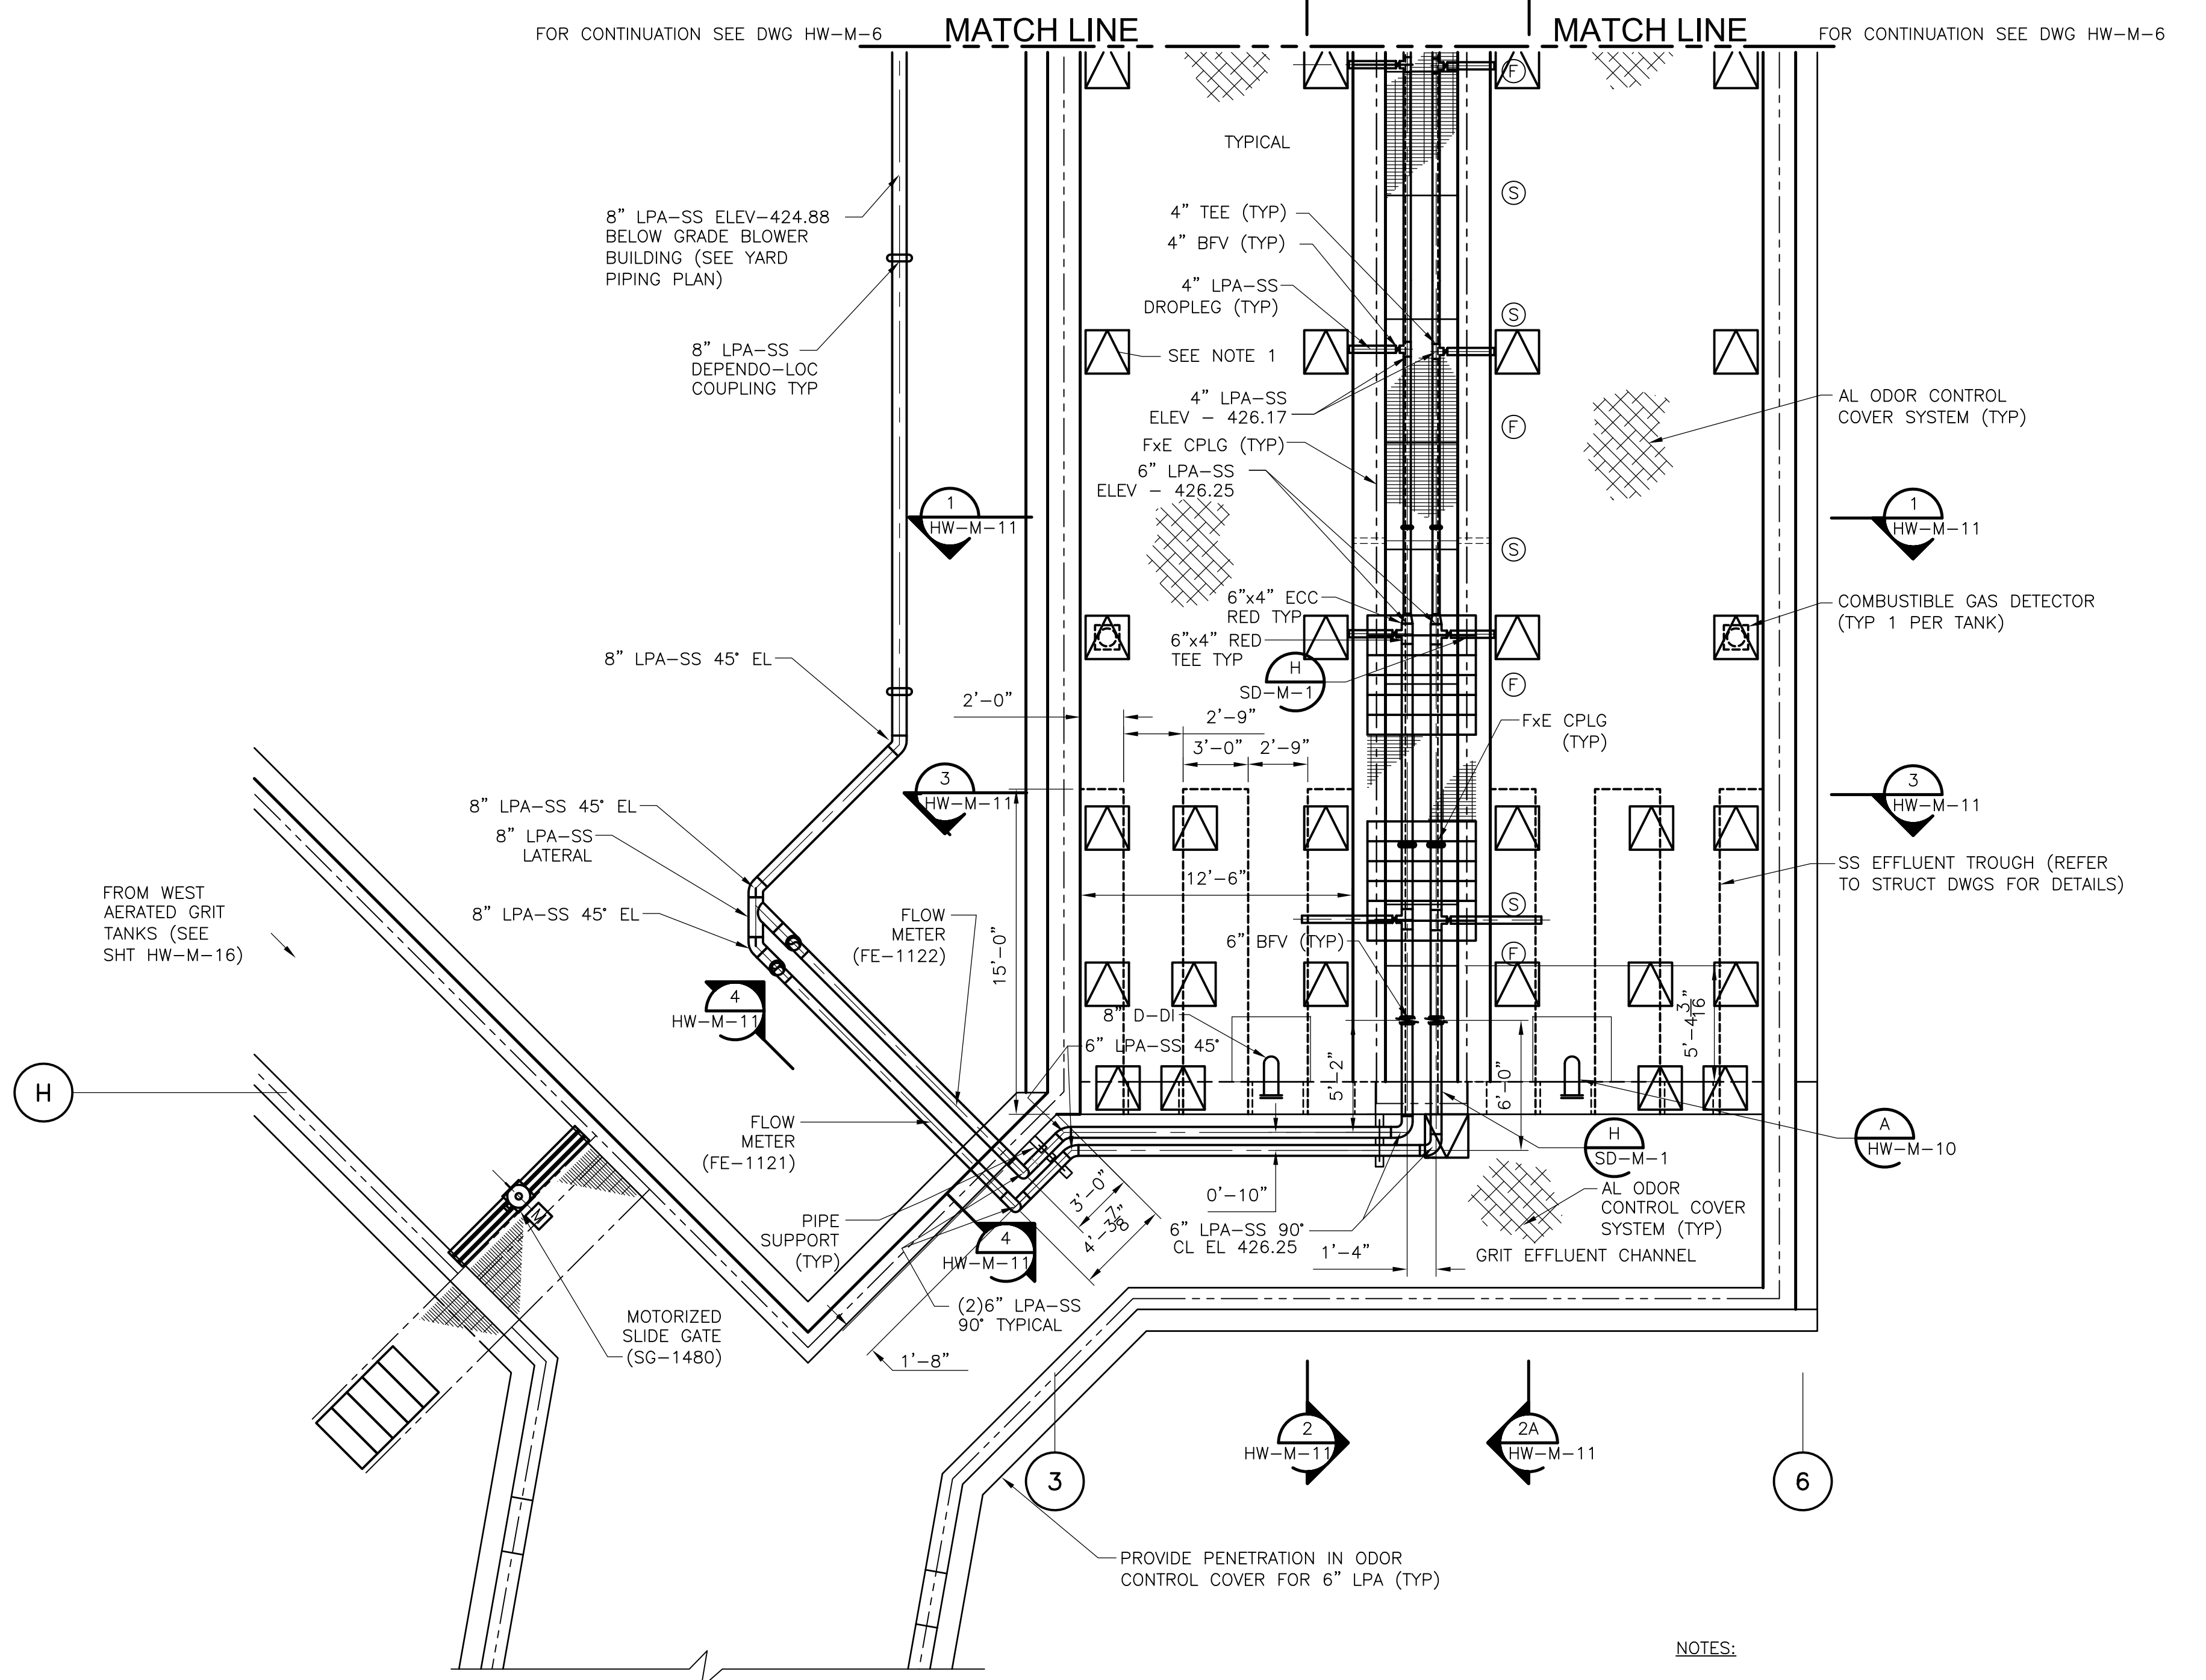 FOR CONTINUATION SEE DWG HW-M-6
MATCH LINE
MATCH LINE
FOR CONTINUATION SEE DWG HW-M-6
F
TYPICAL
S
8" LPA-SS ELEV-424.88
BELOW GRADE BLOWER
BUILDING (SEE YARD
PIPING PLAN)
4" TEE (TYP)
4" BFV (TYP)
4" LPA-SS
DROPLEG (TYP)
S
8" LPA-SS
DEPENDO-LOC
COUPLING TYP
SEE NOTE 1
4" LPA-SS
ELEV - 426.17
AL ODOR CONTROL
COVER SYSTEM (TYP)
F
FxE CPLG (TYP)
6" LPA-SS
ELEV - 426.25
1
HW-M-11
1
HW-M-11
S
6"x4" ECC
RED TYP
6"x4" RED
TEE TYP
COMBUSTIBLE GAS DETECTOR
(TYP 1 PER TANK)
8" LPA-SS 45° EL
H
SD-M-1
F
2'-0"
2'-9"
3'-0"
2'-9"
FxE CPLG
(TYP)
3
HW-M-11
3
HW-M-11
8" LPA-SS 45° EL
8" LPA-SS
LATERAL
8" LPA-SS 45° EL
SS EFFLUENT TROUGH (REFER
TO STRUCT DWGS FOR DETAILS)
12'-6"
FROM WEST
AERATED GRIT
TANKS (SEE
SHT HW-M-16)
FLOW
METER
(FE-1122)
S
6" BFV (TYP)
F
15'-0"
4
HW-M-11
8" D-DI
5'-4 3/16"
6" LPA-SS 45°
5'-2"
6'-0"
H
FLOW
METER
(FE-1121)
H
SD-M-1
A
HW-M-10
3'-0"
4'-3 7/8"
0'-10"
PIPE
SUPPORT
(TYP)
4
HW-M-11
6" LPA-SS 90°
CL EL 426.25
1'-4"
AL ODOR
CONTROL COVER
SYSTEM (TYP)
GRIT EFFLUENT CHANNEL
M
(2)6" LPA-SS
90° TYPICAL
MOTORIZED
SLIDE GATE
(SG-1480)
1'-8"
2
HW-M-11
2A
HW-M-11
3
6
PROVIDE PENETRATION IN ODOR
CONTROL COVER FOR 6" LPA (TYP)
NOTES: